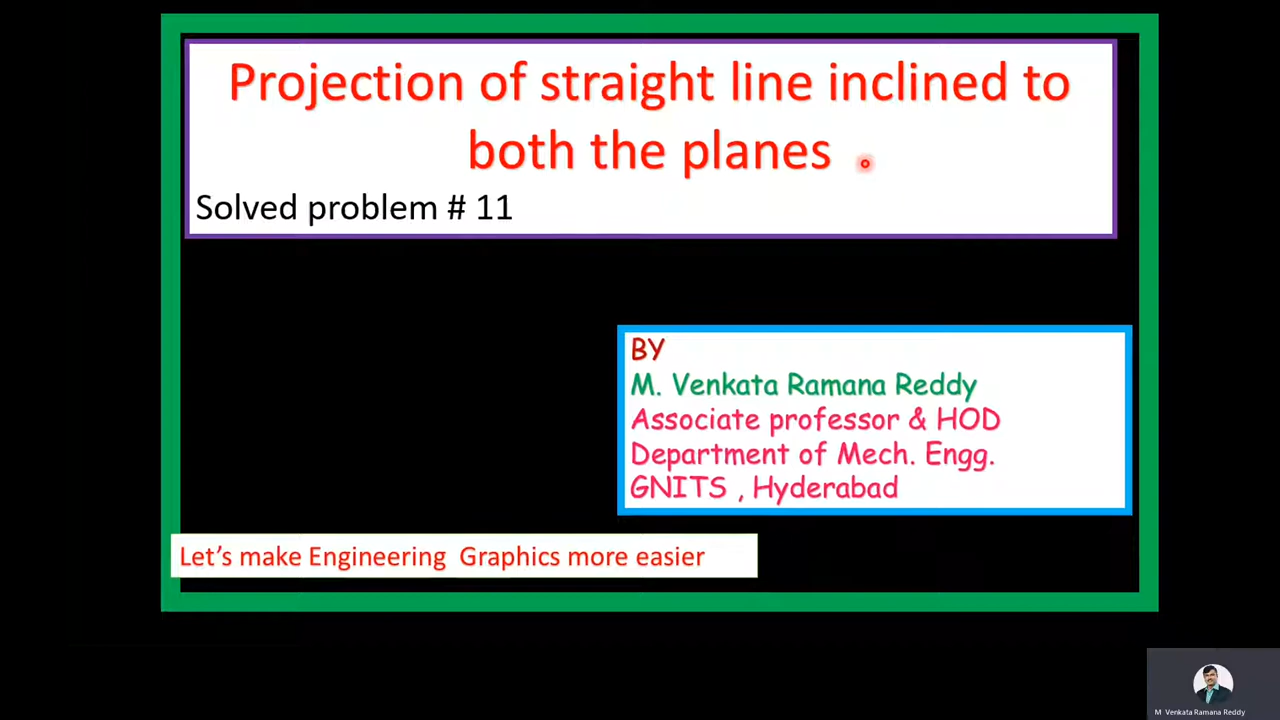 Projection of straight line inclined to
both the planes
Solved problem # 11
BY
M. Venkata Ramana Reddy
Associate professor & HOD
Department of Mech. Engg.
GNITS , Hyderabad
Let's make Engineering  Graphics more easier
M Venkata Ramana Reddy